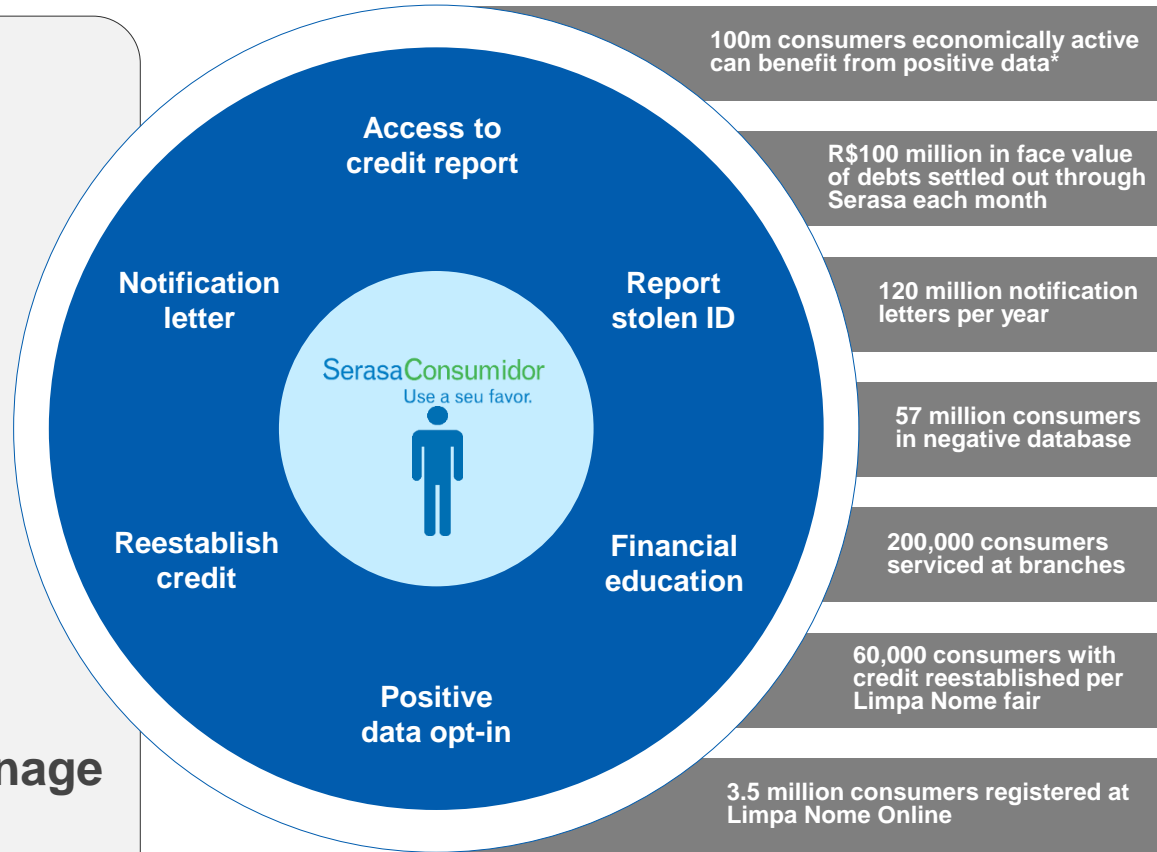 Access to
credit report
Notification
letter
Report
stolen ID
SerasaConsumidor
Use a seu favor.
Reestablish
credit
Financial
education
Positive
data opt-in
100m consumers economically active
can benefit from positive data*
R$100 million in face value
of debts settled out through
Serasa each month
120 million notification
letters per year
57 million consumers
in negative database
200,000 consumers
serviced at branches
60,000 consumers with
credit reestablished per
Limpa Nome fair
3.5 million consumers registered at
Limpa Nome Online